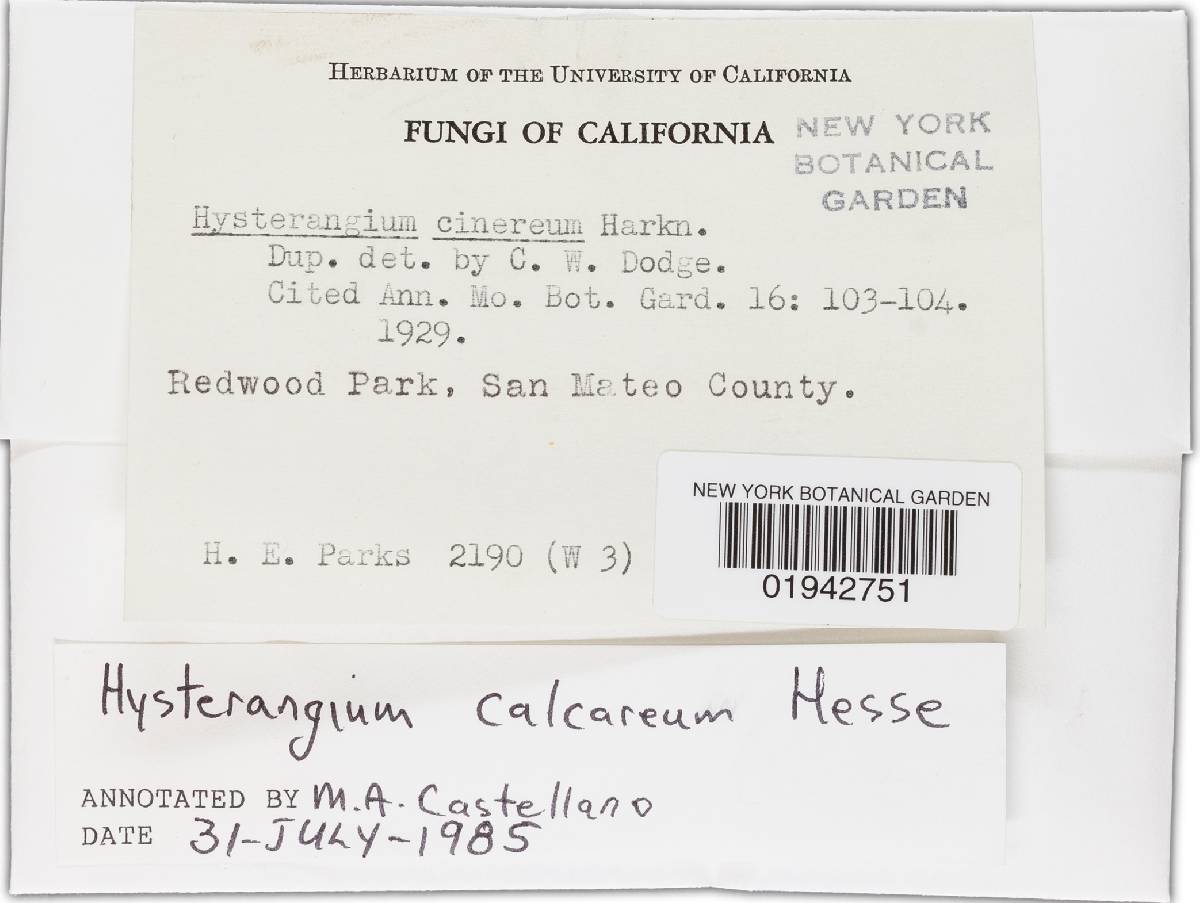 HERBARIUM OF THE UNIVERSITY OF CALIFORNIA
FUNGI OF CALIFORNIA
NEW YORK
BOTANICAL
GARDEN
Hysterangium cinereum Harkn.
Dup. det. by C. W. Dodge.
Cited Ann. Mo. Bot. Gard. 16: 103-104.
1929.
Redwood Park, San Mateo County.
H. E. Parks 2190 (W 3)
NEW YORK BOTANICAL GARDEN
01942751
Hysterangium calcareum Hesse
ANNOTATED BY M.A. Castellano
DATE 31-JULY-1985